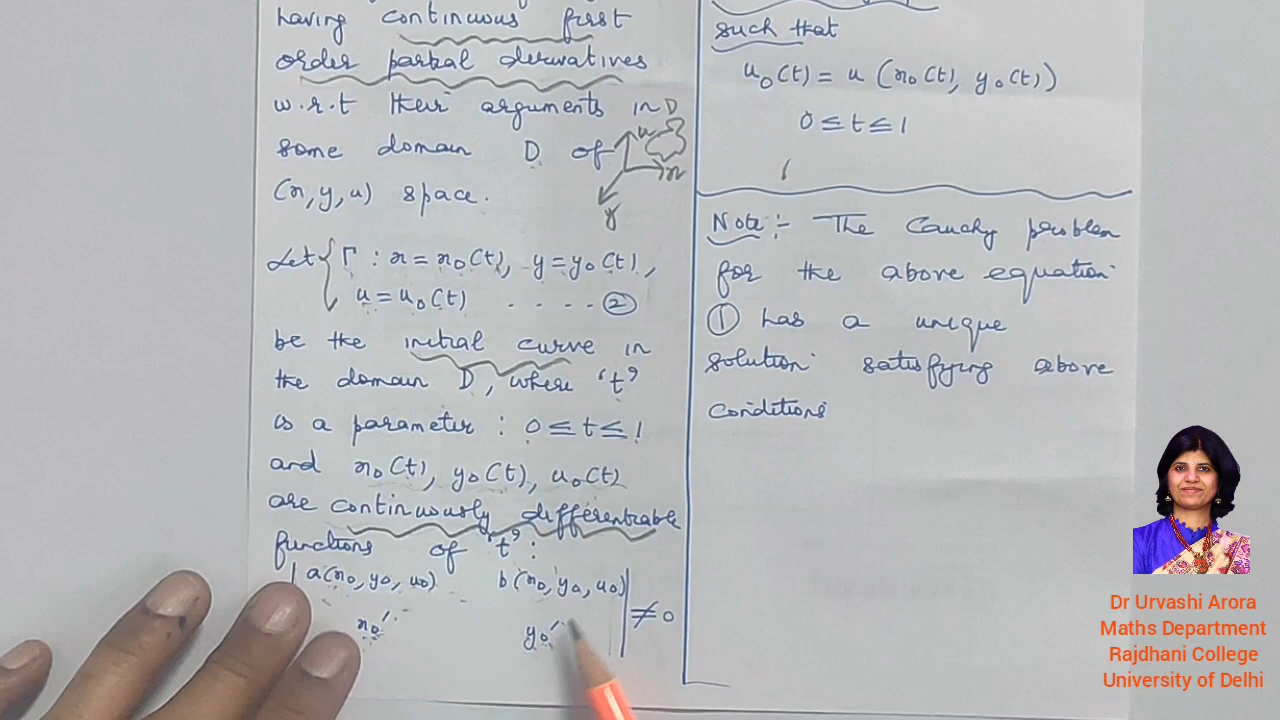 having continuous first
order partial derivatives
w.r.t their arguments in D
some domain D of
(x, y, u) space.
u
x
y
Let Γ : x = x₀(t), y = y₀(t),
u = u₀(t) ..... ②
be the initial curve in
the domain D, where 't'
is a parameter : 0 ≤ t ≤ 1
and x₀(t), y₀(t), u₀(t)
are continuously differentiable
functions of 't' :
| a(x₀, y₀, u₀) b(x₀, y₀, u₀) |
x₀' y₀' ≠ 0
such that
u₀(t) = u (x₀(t), y₀(t))
0 ≤ t ≤ 1
Note :- The Cauchy problem
for the above equation
① has a unique
solution satisfying above
conditions
Dr Urvashi Arora
Maths Department
Rajdhani College
University of Delhi